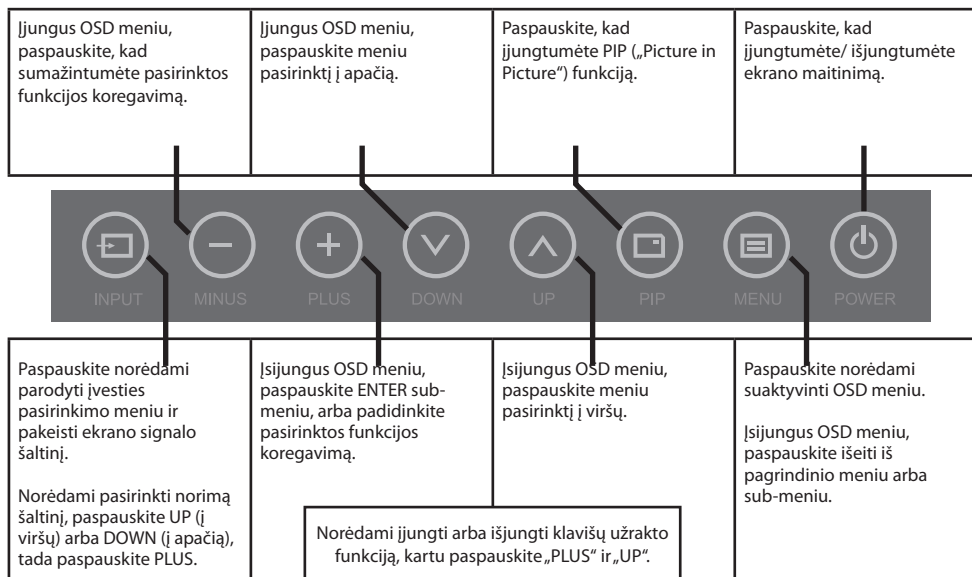 Įjungus OSD meniu,
paspauskite, kad
sumažintumėte pasirinktos
funkcijos koregavimą.
Įjungus OSD meniu,
paspauskite meniu
pasirinktį į apačią.
Paspauskite, kad
įjungtumėte PIP („Picture in
Picture“) funkciją.
Paspauskite, kad
įjungtumėte/ išjungtumėte
ekrano maitinimą.
INPUT
MINUS
PLUS
DOWN
UP
PIP
MENU
POWER
Paspauskite norėdami
parodyti įvesties
pasirinkimo meniu ir
pakeisti ekrano signalo
šaltinį.
Norėdami pasirinkti norimą
šaltinį, paspauskite UP (į
viršų) arba DOWN (į apačią),
tada paspauskite PLUS.
Įsijungus OSD meniu,
paspauskite ENTER sub-
meniu, arba padidinkite
pasirinktos funkcijos
koregavimą.
Įsijungus OSD meniu,
paspauskite meniu
pasirinktį į viršų.
Paspauskite norėdami
suaktyvinti OSD meniu.
Įsijungus OSD meniu,
paspauskite išeiti iš
pagrindinio meniu arba
sub-meniu.
Norėdami įjungti arba išjungti klavišų užrakto
funkciją, kartu paspauskite „PLUS“ ir „UP“.